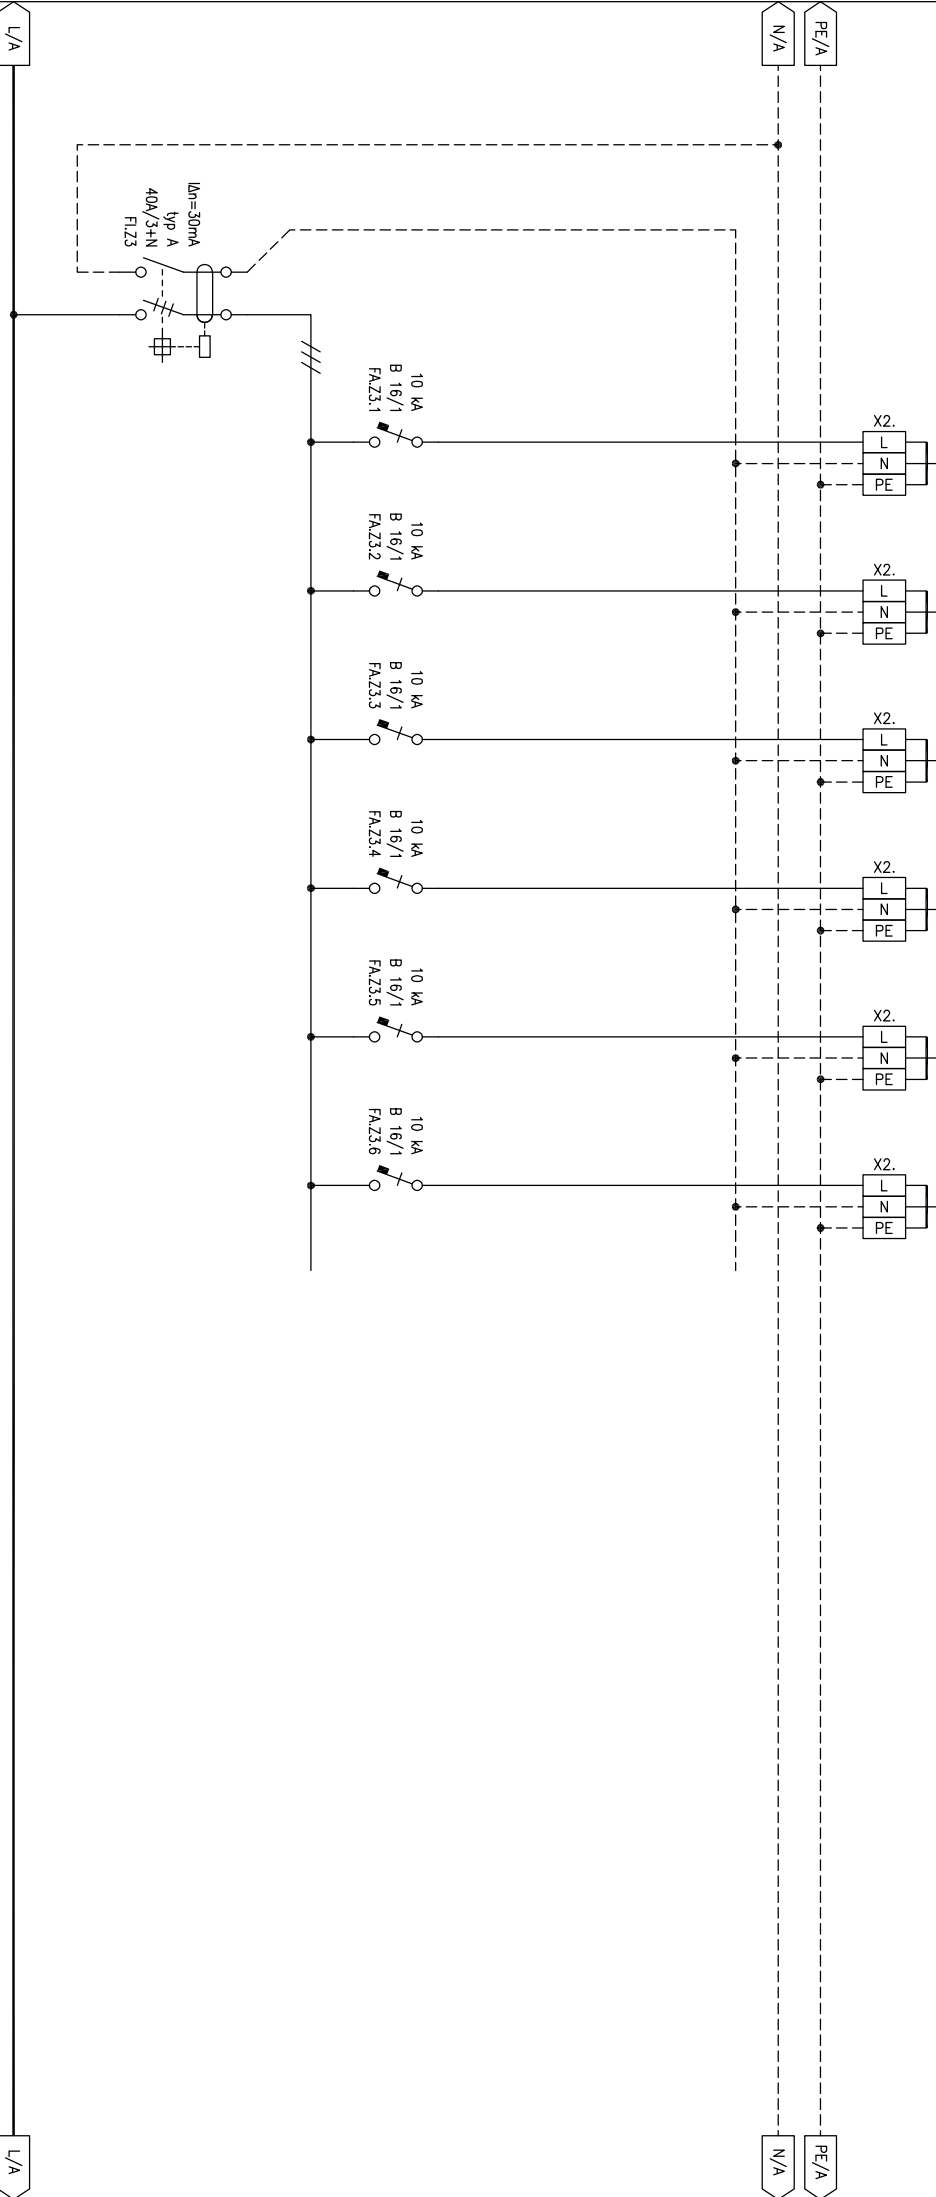 L/A
N/A
PE/A
IΔn=30mA
typ A
40A/3+N
FI.Z3
10 kA
B 16/1
FA.Z3.1
X2.
L
N
PE
10 kA
B 16/1
FA.Z3.2
X2.
L
N
PE
10 kA
B 16/1
FA.Z3.3
X2.
L
N
PE
10 kA
B 16/1
FA.Z3.4
X2.
L
N
PE
10 kA
B 16/1
FA.Z3.5
X2.
L
N
PE
10 kA
B 16/1
FA.Z3.6
X2.
L
N
PE
L/A
N/A
PE/A